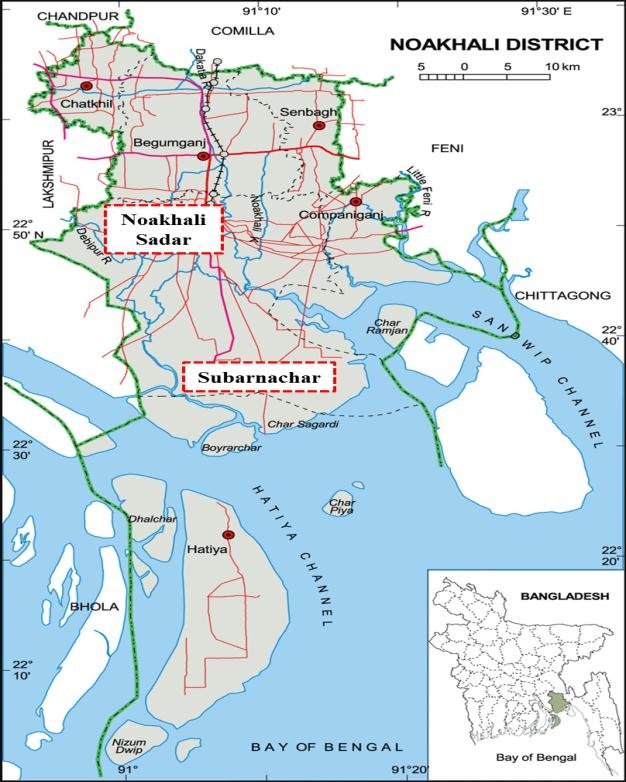 91°10'
91°30' E
CHANDPUR
COMILLA
NOAKHALI DISTRICT
5 0 5 10 km
Dakatia R
Chatkhil
Senbagh
23°
Begumganj
FENI
LAKSHMIPUR
Little Feni R
Noakhali K
Companiganj
Noakhali
Sadar
22°
50' N
Debipur R
CHITTAGONG
Char
Ramjan
SANDWIP CHANNEL
22°
40'
Subarnachar
Char Sagardi
22°
30'
Boyrarchar
HATIYA CHANNEL
Char
Piya
Dhalchar
Hatiya
22°
20'
BHOLA
BANGLADESH
22°
10'
Nizum
Dwip
BAY OF BENGAL
Bay of Bengal
91°
91°20'